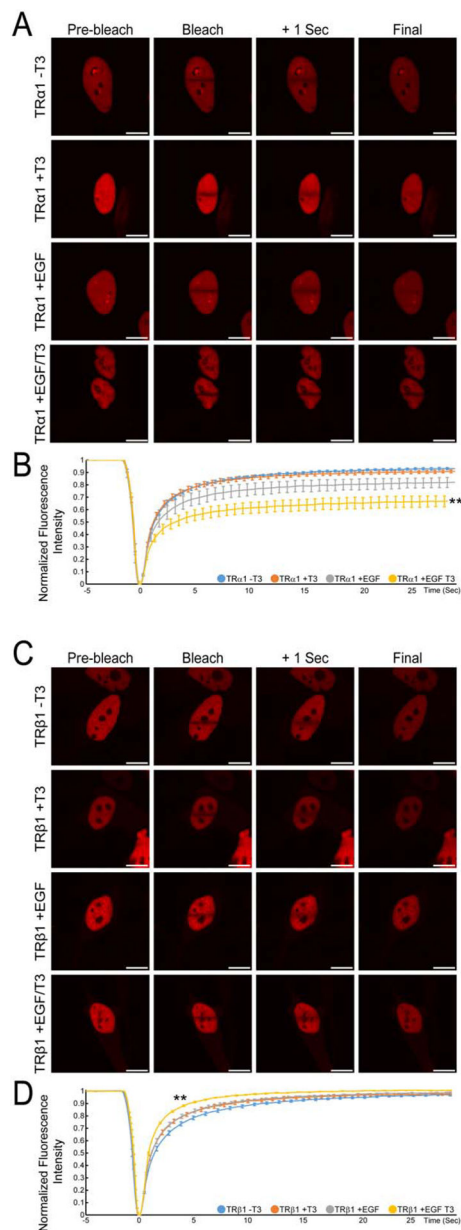 A
Pre-bleach Bleach + 1 Sec Final
TRα1 -T3
TRα1 +T3
TRα1 +EGF
TRα1 +EGF/T3
B
Normalized Fluorescence
Intensity
1
0.9
0.8
0.7
0.6
0.5
0.4
0.3
0.2
0.1
0
**
TRα1 -T3 TRα1 +T3 TRα1 +EGF TRα1 +EGF T3
-5 0 5 10 15 20 25 Time (Sec)
C
Pre-bleach Bleach + 1 Sec Final
TRβ1 -T3
TRβ1 +T3
TRβ1 +EGF
TRβ1 +EGF/T3
D
Normalized Fluorescence
Intensity
1
0.9
0.8
0.7
0.6
0.5
0.4
0.3
0.2
0.1
0
**
TRβ1 -T3 TRβ1 +T3 TRβ1 +EGF TRβ1 +EGF T3
-5 0 5 10 15 20 25 Time (Sec)